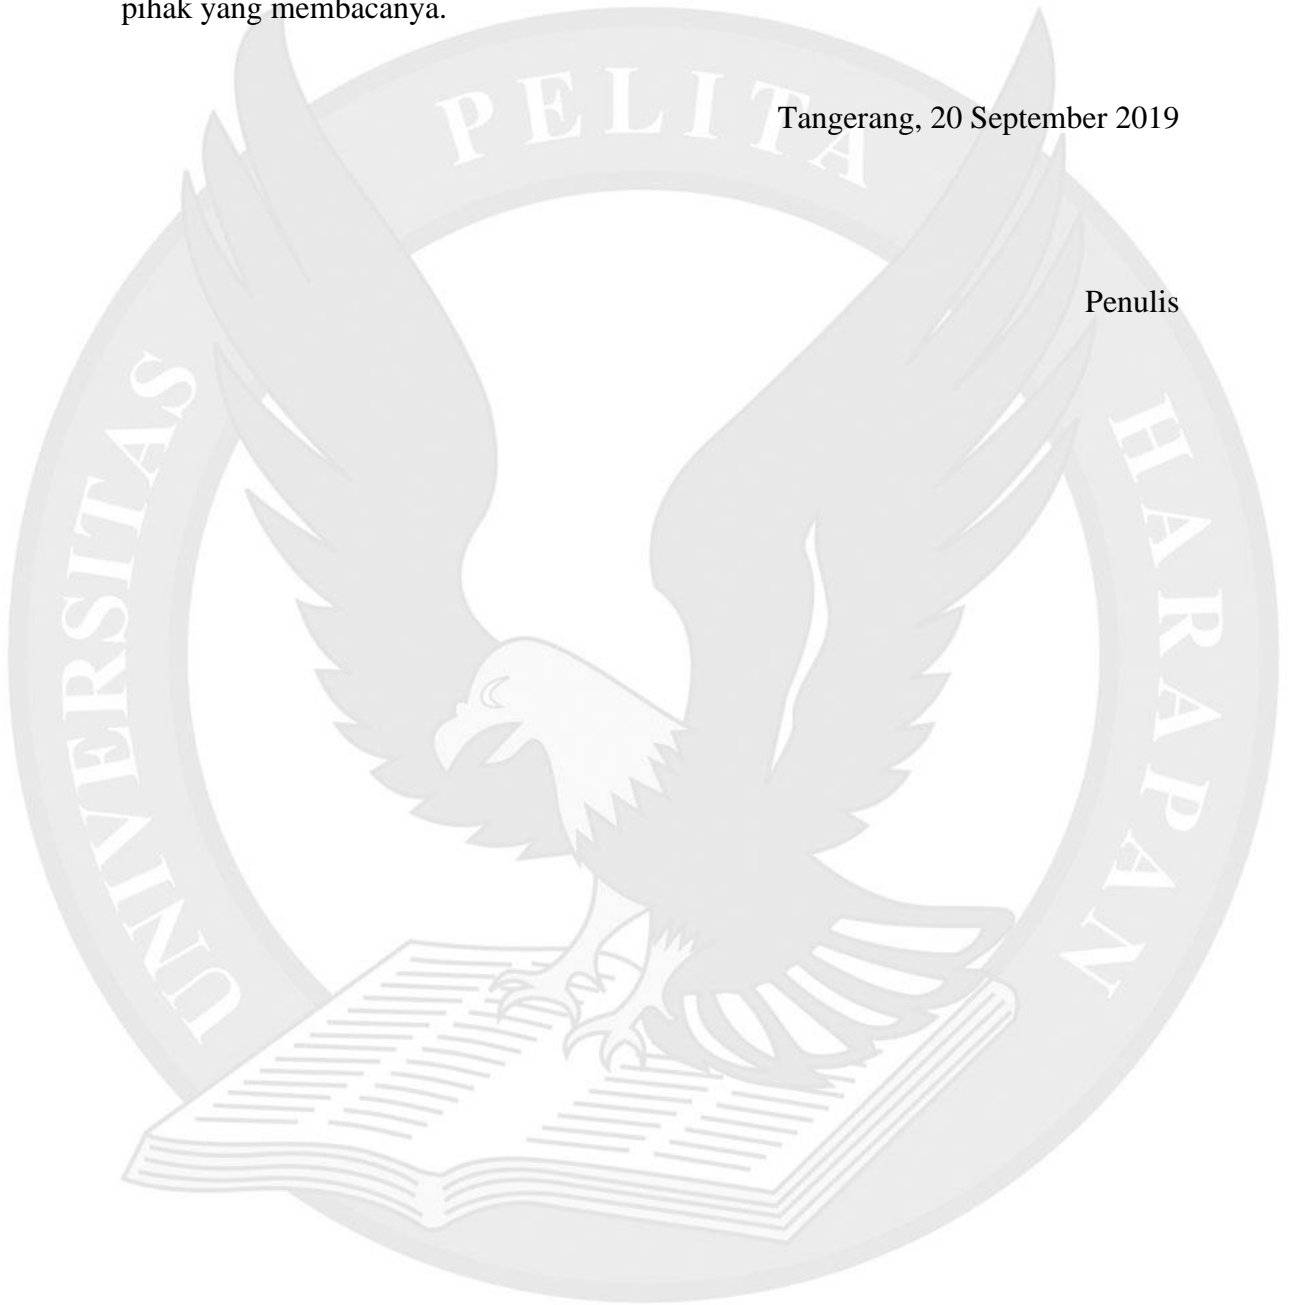 pihak yang membacanya.
Tangerang, 20 September 2019
Penulis
UNIVERSITAS PELITA HARAPAN